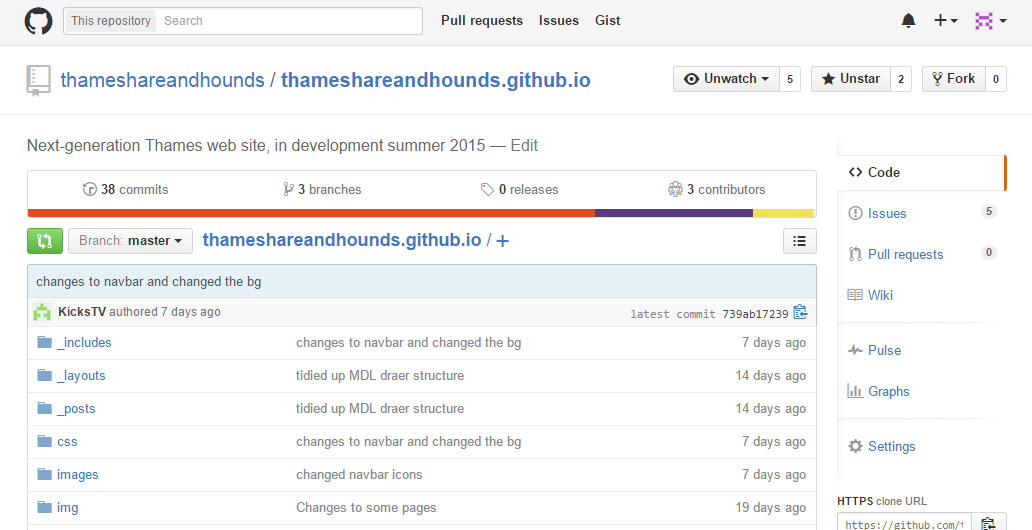 This repository Search Pull requests Issues Gist
thameshareandhounds / thameshareandhounds.github.io Unwatch 5 Unstar 2 Fork 0
Next-generation Thames web site, in development summer 2015 — Edit
38 commits 3 branches 0 releases 3 contributors
Branch: master thameshareandhounds.github.io / +
changes to navbar and changed the bg
KicksTV authored 7 days ago latest commit 739ab17239
_includes changes to navbar and changed the bg 7 days ago
_layouts tidied up MDL draer structure 14 days ago
_posts tidied up MDL draer structure 14 days ago
css changes to navbar and changed the bg 7 days ago
images changed navbar icons 7 days ago
img Changes to some pages 19 days ago
Code
Issues 5
Pull requests 0
Wiki
Pulse
Graphs
Settings
HTTPS clone URL
https://github.com/t